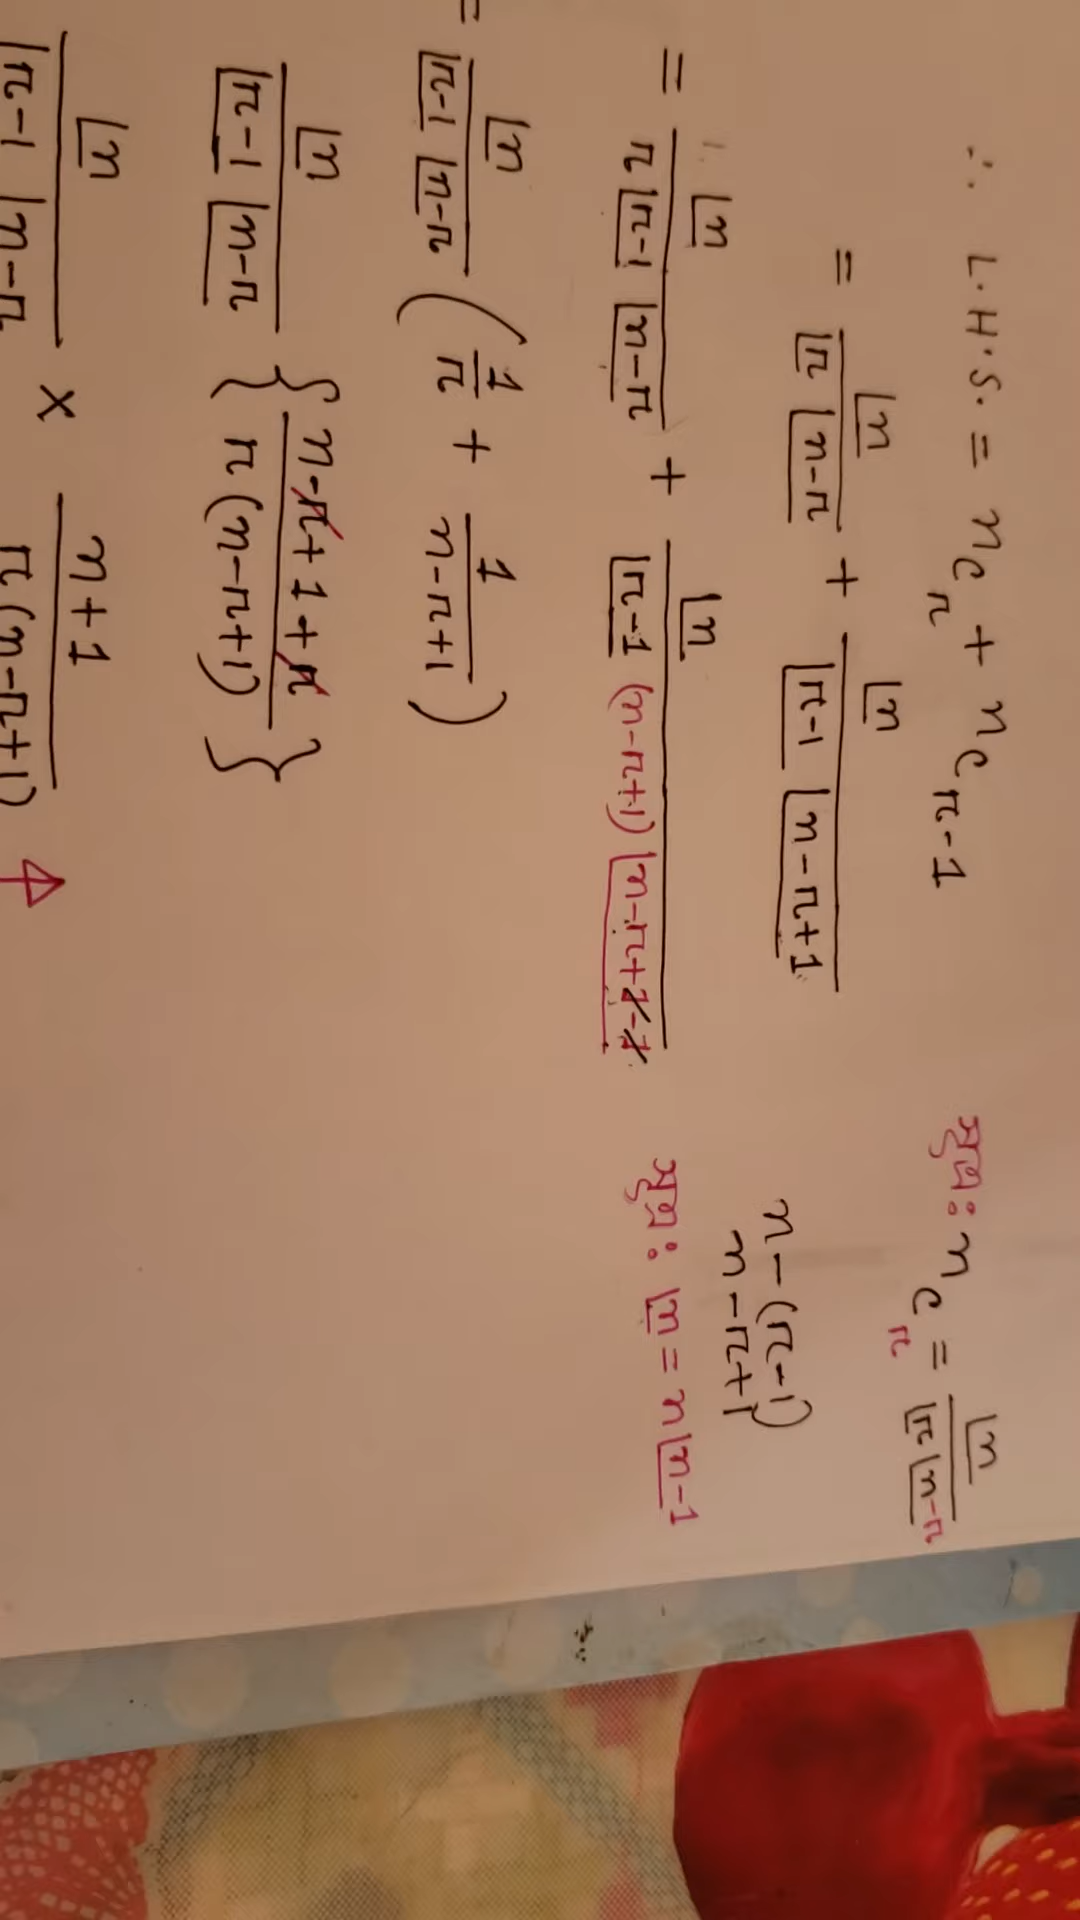 ∴ L.H.S. = nCr + nCr-1
সূত্র: nCr = ⌊n / ⌊r ⌊n-r
= ⌊n / ⌊r ⌊n-r + ⌊n / ⌊r-1 ⌊n-r+1
n-(r-1)
n-r+1
= ⌊n / r ⌊r-1 ⌊n-r + ⌊n / ⌊r-1 (n-r+1) ⌊n-r+1-1
সূত্র: ⌊n = n ⌊n-1
= ⌊n / ⌊r-1 ⌊n-r ( 1/r + 1/n-r+1 )
⌊n / ⌊r-1 ⌊n-r { n-r+1+r / r(n-r+1) }
⌊n / ⌊r-1 ⌊n-r × n+1 / r(n-r+1)